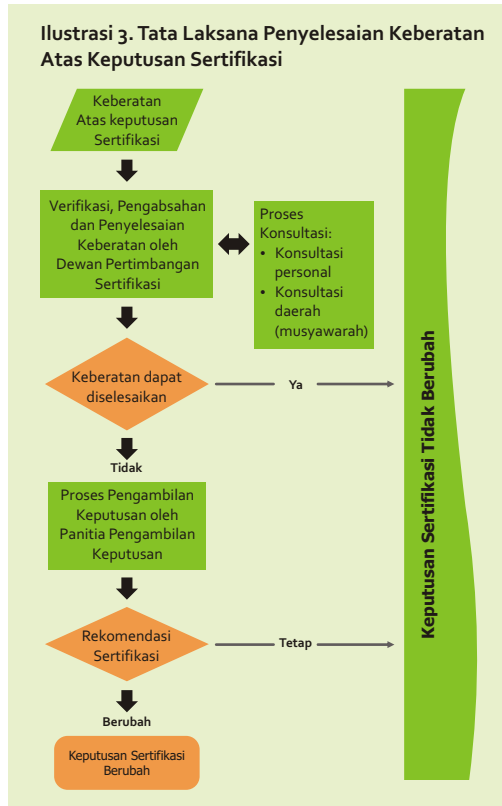 Ilustrasi 3. Tata Laksana Penyelesaian Keberatan
Atas Keputusan Sertifikasi
Keberatan
Atas keputusan
Sertifikasi
Verifikasi, Pengabsahan
dan Penyelesaian
Keberatan oleh
Dewan Pertimbangan
Sertifikasi
Proses
Konsultasi:
• Konsultasi
personal
• Konsultasi
daerah
(musyawarah)
Keberatan dapat
diselesaikan
Ya
Tidak
Proses Pengambilan
Keputusan oleh
Panitia Pengambilan
Keputusan
Rekomendasi
Sertifikasi
Tetap
Berubah
Keputusan Sertifikasi
Berubah
Keputusan Sertifikasi Tidak Berubah